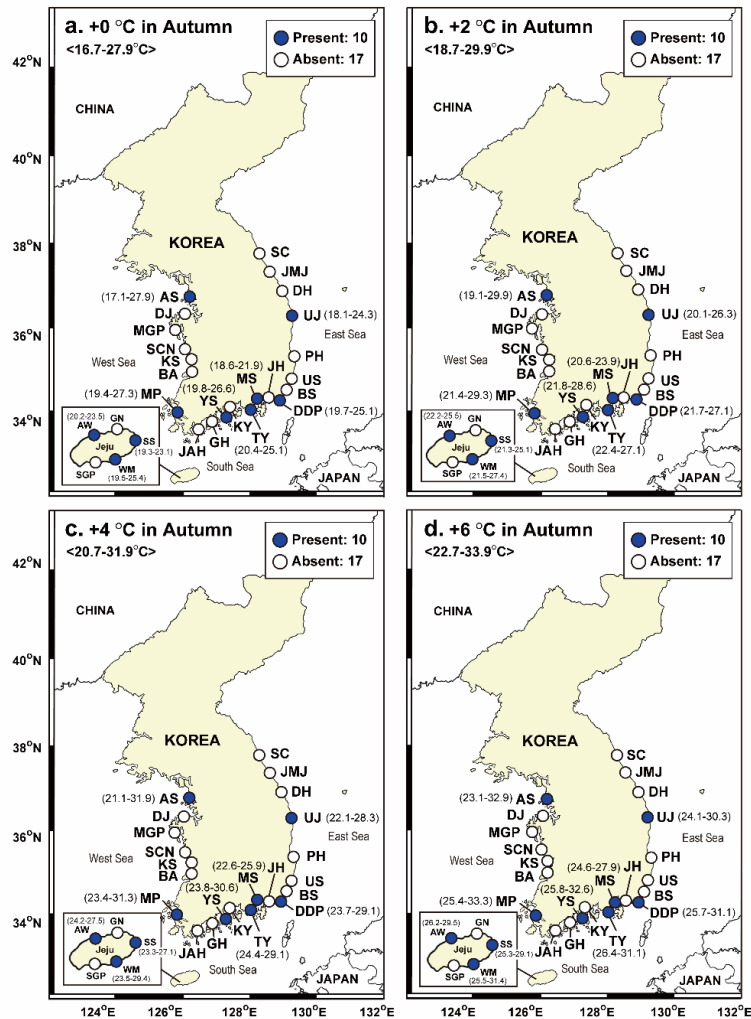 a. +0 °C in Autumn
<16.7-27.9°C>
Present: 10
Absent: 17
42°N
40°N
38°N
36°N
34°N
CHINA
KOREA
SC
JMJ
DH
(17.1-27.9) AS
DJ
UJ (18.1-24.3)
MGP
East Sea
SCN
West Sea
KS
BA
PH
(18.6-21.9)
JH
MS
US
(19.8-26.6)
BS
(19.4-27.3) MP
YS
DDP (19.7-25.1)
KY
TY
(20.4-25.1)
GH
JAH
South Sea
JAPAN
(20.2-23.5) GN
AW
Jeju
SS
(19.3-23.1)
SGP
WM
(19.5-25.4)
b. +2 °C in Autumn
<18.7-29.9°C>
Present: 10
Absent: 17
CHINA
KOREA
SC
JMJ
DH
(19.1-29.9) AS
DJ
UJ (20.1-26.3)
MGP
East Sea
SCN
West Sea
KS
BA
PH
(20.6-23.9)
JH
MS
US
(21.8-28.6)
BS
(21.4-29.3) MP
YS
DDP (21.7-27.1)
KY
TY
(22.4-27.1)
GH
JAH
South Sea
JAPAN
(22.2-25.5) GN
AW
Jeju
SS
(21.3-25.1)
SGP
WM
(21.5-27.4)
c. +4 °C in Autumn
<20.7-31.9°C>
Present: 10
Absent: 17
42°N
40°N
38°N
36°N
34°N
CHINA
KOREA
SC
JMJ
DH
(21.1-31.9) AS
DJ
UJ (22.1-28.3)
MGP
East Sea
SCN
West Sea
KS
BA
PH
(22.6-25.9)
JH
MS
US
(23.8-30.6)
BS
(23.4-31.3) MP
YS
DDP (23.7-29.1)
KY
TY
(24.4-29.1)
GH
JAH
South Sea
JAPAN
(24.2-27.5) GN
AW
Jeju
SS
(23.3-27.1)
SGP
WM
(23.5-29.4)
124°E 126°E 128°E 130°E 132°E
d. +6 °C in Autumn
<22.7-33.9°C>
Present: 10
Absent: 17
CHINA
KOREA
SC
JMJ
DH
(23.1-32.9) AS
DJ
UJ (24.1-30.3)
MGP
East Sea
SCN
West Sea
KS
BA
PH
(24.6-27.9)
JH
MS
US
(25.8-32.6)
BS
(25.4-33.3) MP
YS
DDP (25.7-31.1)
KY
TY
(26.4-31.1)
GH
JAH
South Sea
JAPAN
(26.2-29.5) GN
AW
Jeju
SS
(25.3-29.1)
SGP
WM
(25.5-31.4)
124°E 126°E 128°E 130°E 132°E